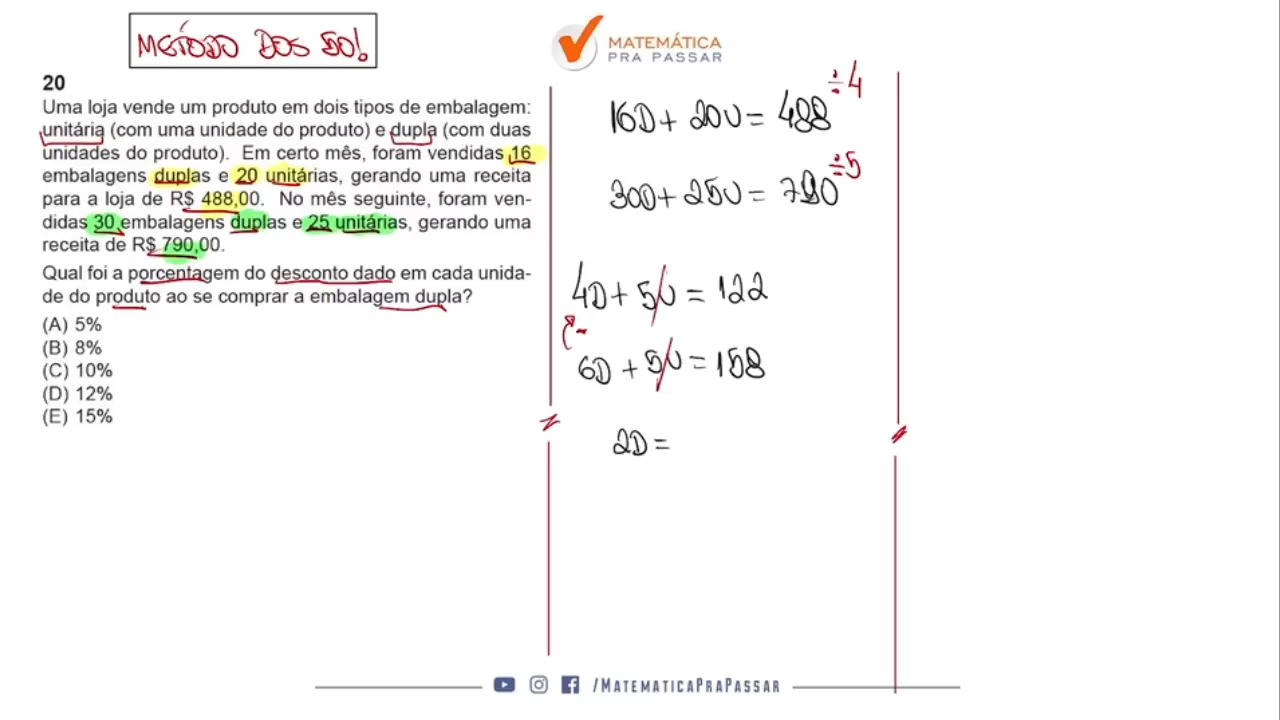 MÉTODO DOS 50!
MATEMÁTICA
PRA PASSAR
20
Uma loja vende um produto em dois tipos de embalagem:
unitária (com uma unidade do produto) e dupla (com duas
unidades do produto). Em certo mês, foram vendidas 16
embalagens duplas e 20 unitárias, gerando uma receita
para a loja de R$ 488,00. No mês seguinte, foram ven-
didas 30 embalagens duplas e 25 unitárias, gerando uma
receita de R$ 790,00.
Qual foi a porcentagem do desconto dado em cada unida-
de do produto ao se comprar a embalagem dupla?
(A) 5%
(B) 8%
(C) 10%
(D) 12%
(E) 15%
16D + 20U = 488 ÷4
30D + 25U = 790 ÷5
4D + 5U = 122
-
6D + 5U = 158
2D =
/MATEMATICAPRAPASSAR